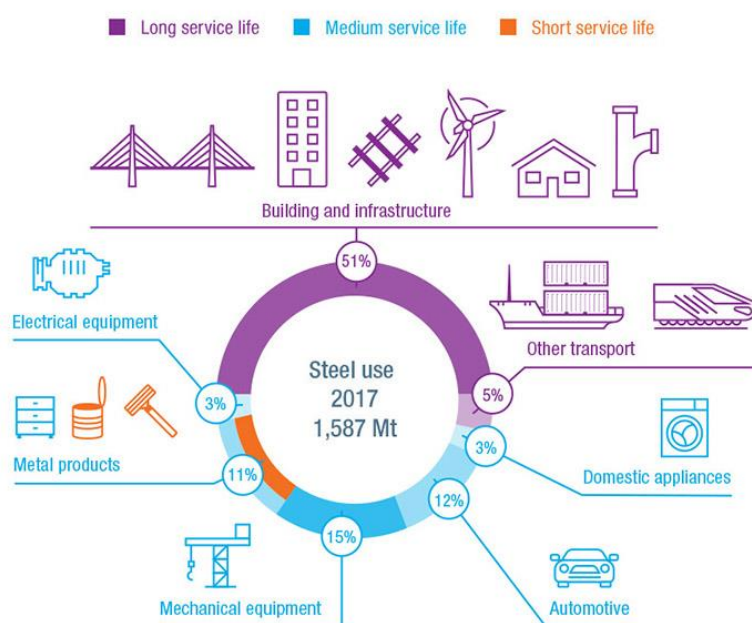 Long service life
Medium service life
Short service life
Building and infrastructure
51%
Electrical equipment
Other transport
Steel use
2017
1,587 Mt
3%
5%
Metal products
11%
3%
Domestic appliances
12%
15%
Mechanical equipment
Automotive